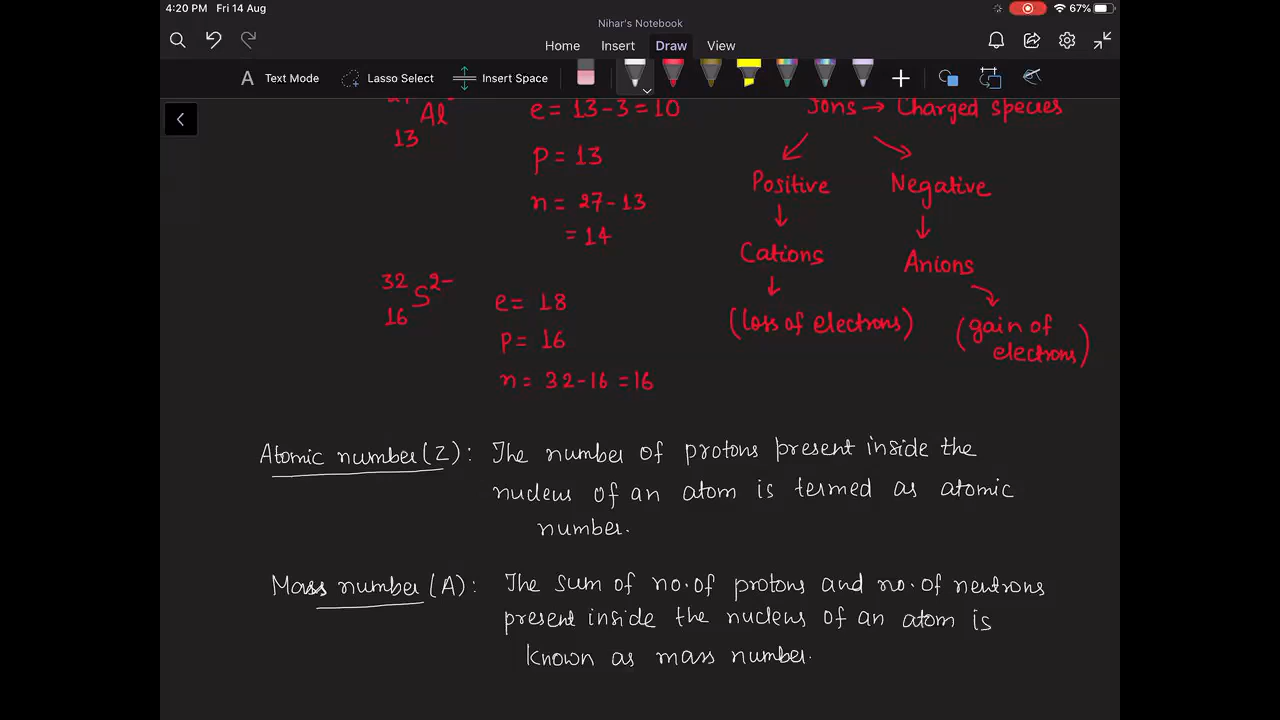 4:20 PM Fri 14 Aug
67%
Nihar's Notebook
Home Insert Draw View
A Text Mode Lasso Select Insert Space
Al
13
e = 13-3 = 10
p = 13
n = 27-13
= 14
Ions → Charged species
Positive Negative
Cations Anions
(loss of electrons) (gain of
electrons)
32
S2-
16
e = 18
p = 16
n = 32-16 = 16
Atomic number (Z): The number of protons present inside the
nucleus of an atom is termed as atomic
number.
Mass number (A): The sum of no. of protons and no. of neutrons
present inside the nucleus of an atom is
known as mass number.